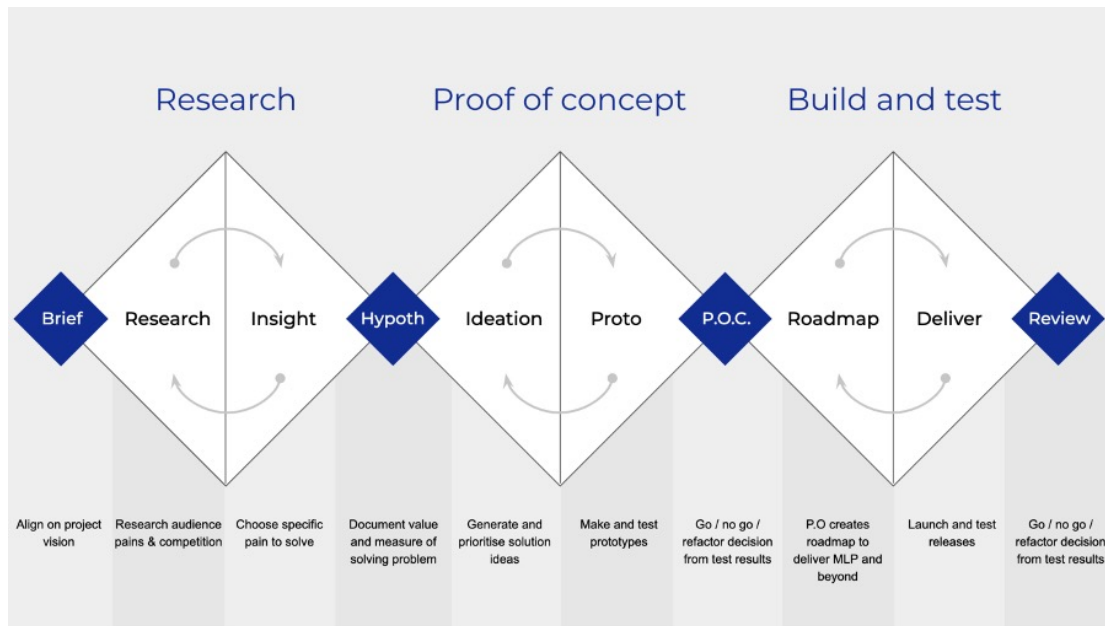 Research
Proof of concept
Build and test
Brief
Research
Insight
Hypoth
Ideation
Proto
P.O.C.
Roadmap
Deliver
Review
Align on project
vision
Research audience
pains & competition
Choose specific
pain to solve
Document value
and measure of
solving problem
Generate and
prioritise solution
ideas
Make and test
prototypes
Go / no go /
refactor decision
from test results
P.O creates
roadmap to
deliver MLP and
beyond
Launch and test
releases
Go / no go /
refactor decision
from test results